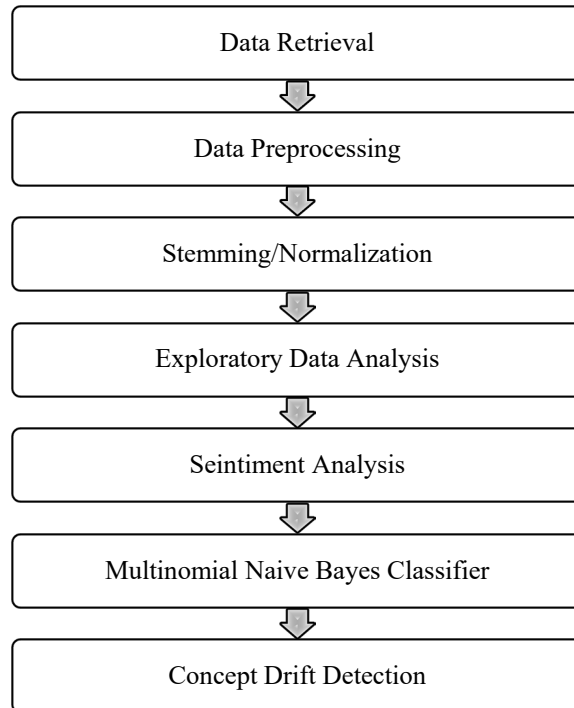 Data Retrieval
Data Preprocessing
Stemming/Normalization
Exploratory Data Analysis
Seintiment Analysis
Multinomial Naive Bayes Classifier
Concept Drift Detection